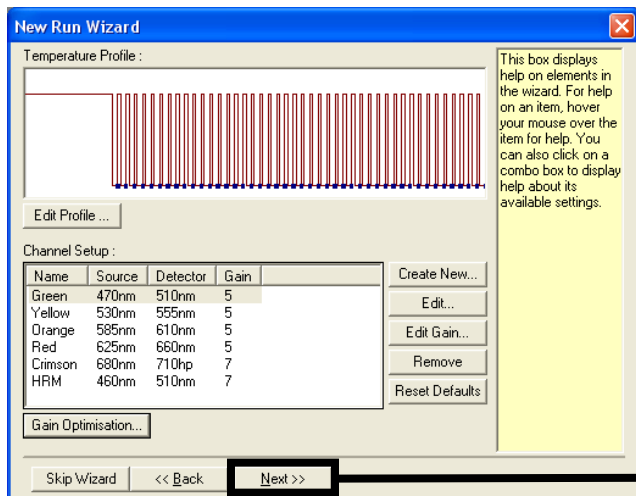 New Run Wizard
Temperature Profile :
Edit Profile ...
Channel Setup :
Name Source Detector Gain
Green 470nm 510nm 5
Yellow 530nm 555nm 5
Orange 585nm 610nm 5
Red 625nm 660nm 5
Crimson 680nm 710hp 7
HRM 460nm 510nm 7
Create New...
Edit...
Edit Gain...
Remove
Reset Defaults
Gain Optimisation...
Skip Wizard << Back Next >>
This box displays
help on elements in
the wizard. For help
on an item, hover
your mouse over the
item for help. You
can also click on a
combo box to display
help about its
available settings.